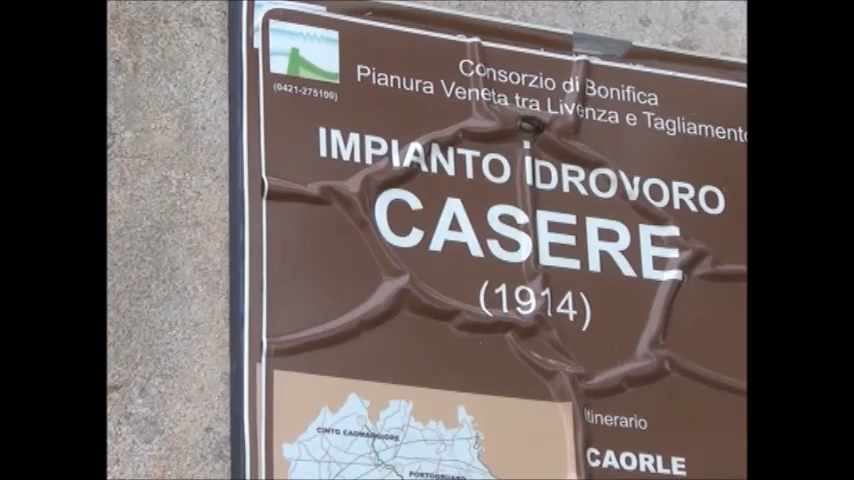 (0421-275100)
Consorzio di Bonifica
Pianura Veneta tra Livenza e Tagliamento
IMPIANTO IDROVORO
CASERE
(1914)
CINTO CAOMAGGIORE
PORTOGRUARO
Itinerario
CAORLE